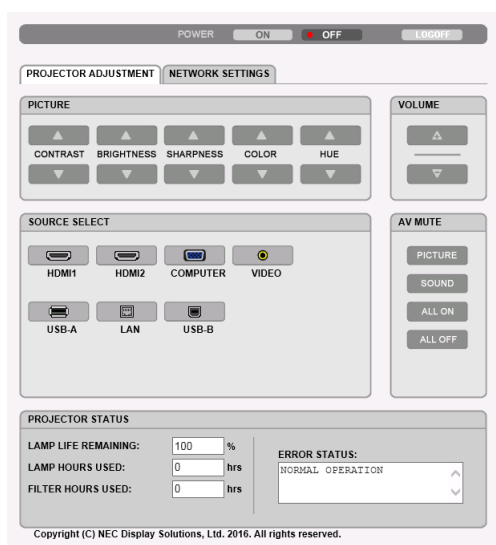 POWER ON OFF LOGOFF
PROJECTOR ADJUSTMENT NETWORK SETTINGS
PICTURE
CONTRAST BRIGHTNESS SHARPNESS COLOR HUE
VOLUME
SOURCE SELECT
HDMI1 HDMI2 COMPUTER VIDEO
USB-A LAN USB-B
AV MUTE
PICTURE
SOUND
ALL ON
ALL OFF
PROJECTOR STATUS
LAMP LIFE REMAINING: 100 %
LAMP HOURS USED: 0 hrs
FILTER HOURS USED: 0 hrs
ERROR STATUS:
NORMAL OPERATION
Copyright (C) NEC Display Solutions, Ltd. 2016. All rights reserved.